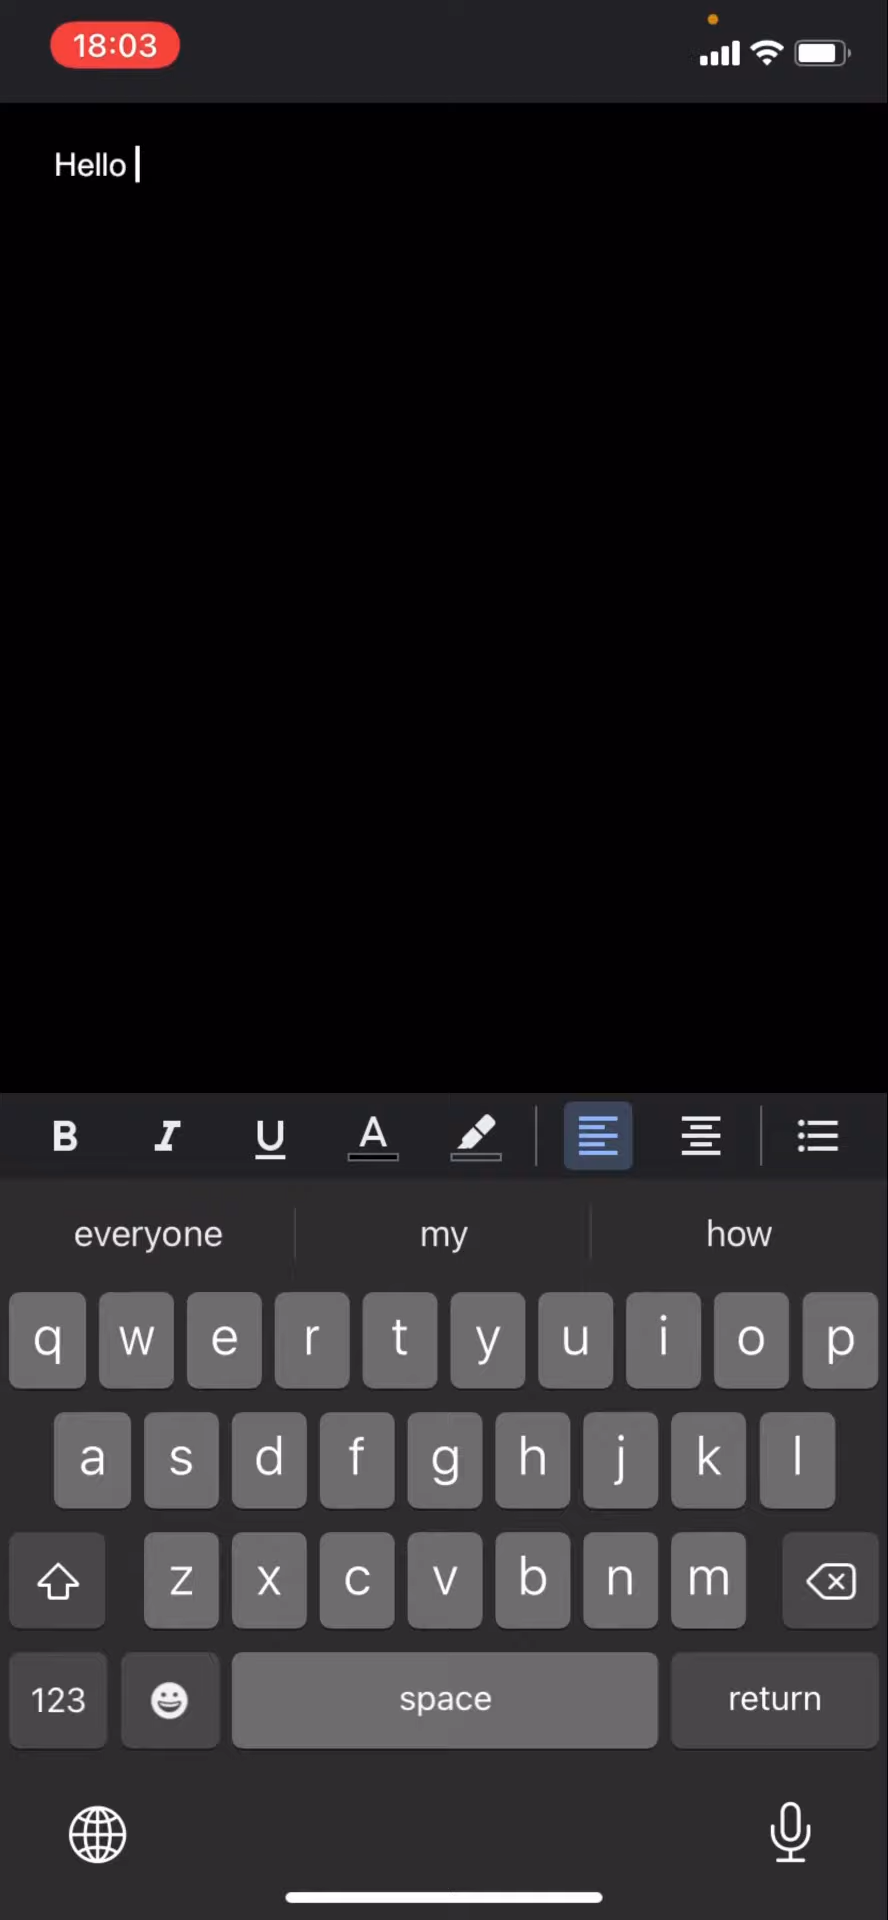 18:03
Hello
B I U A
everyone my how
q w e r t y u i o p
a s d f g h j k l
z x c v b n m
123 space return